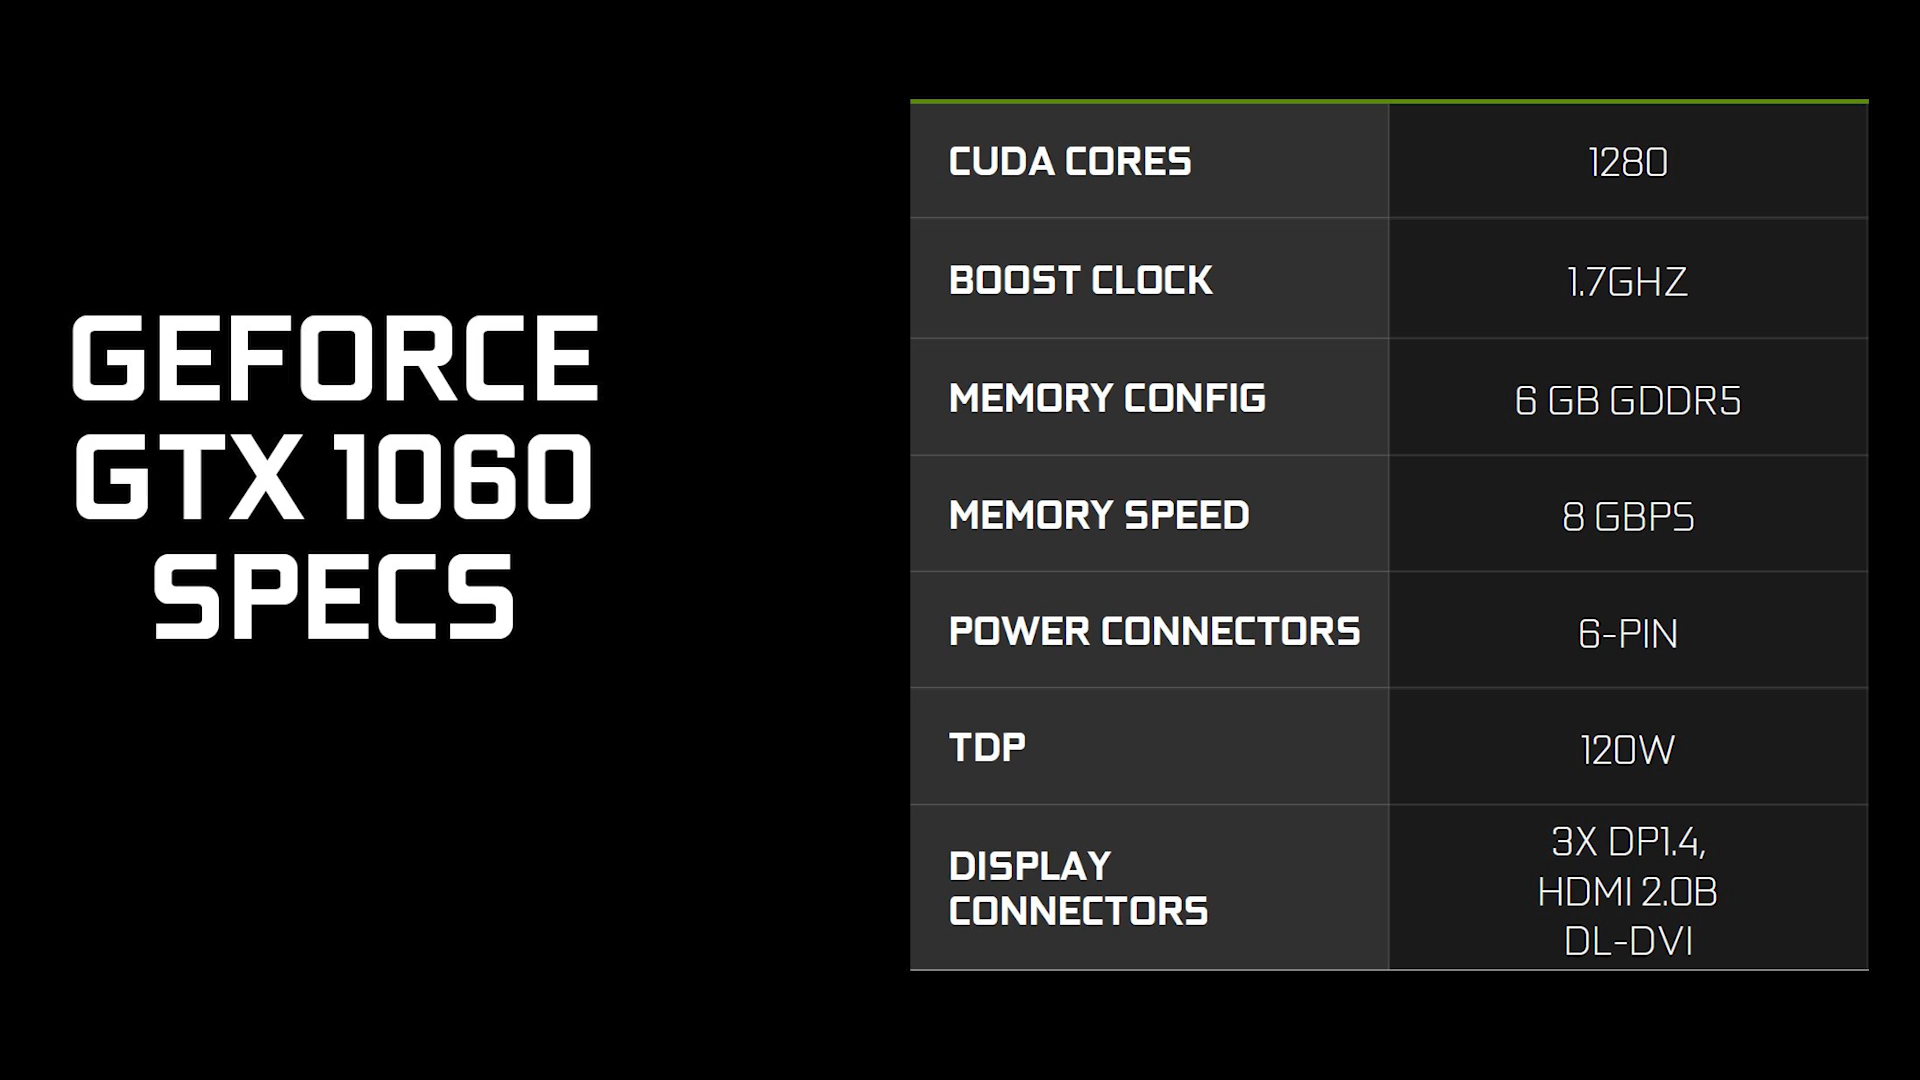 GEFORCE
GTX 1060
SPECS
CUDA CORES 1280
BOOST CLOCK 1.7GHZ
MEMORY CONFIG 6 GB GDDR5
MEMORY SPEED 8 GBPS
POWER CONNECTORS 6-PIN
TDP 120W
DISPLAY
CONNECTORS
3X DP1.4,
HDMI 2.0B
DL-DVI